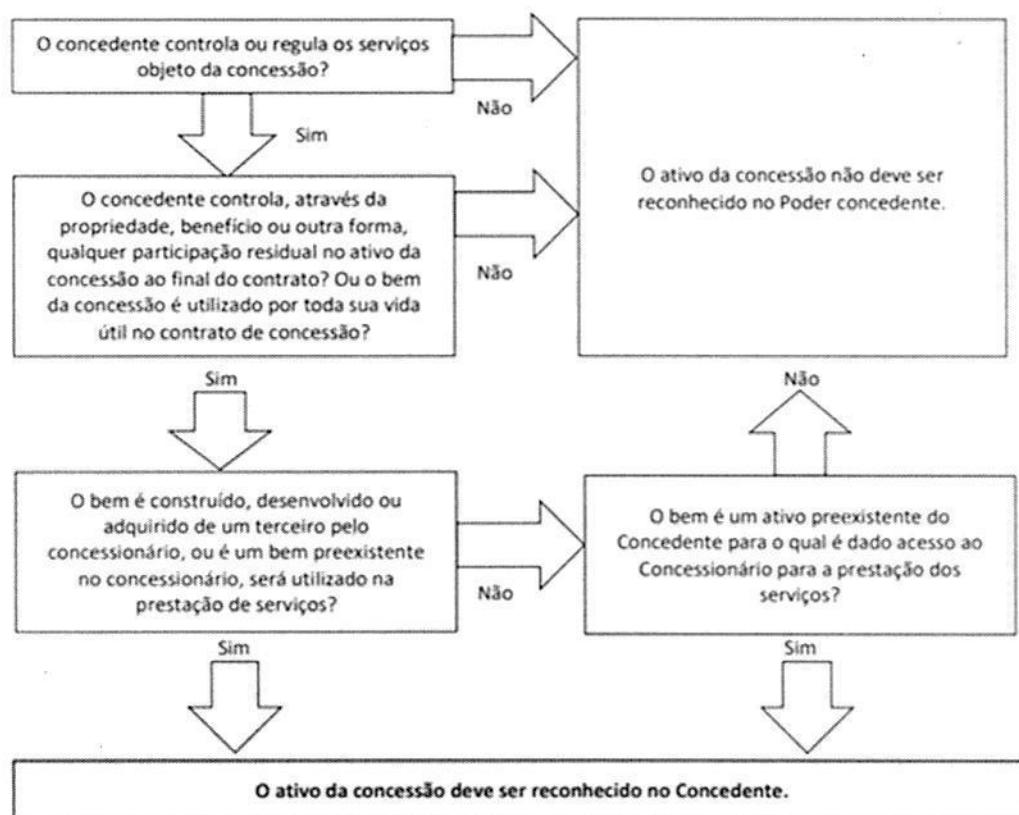 O concedente controla ou regula os serviços
objeto da concessão?
Não
Sim
O concedente controla, através da
propriedade, benefício ou outra forma,
qualquer participação residual no ativo da
concessão ao final do contrato? Ou o bem
da concessão é utilizado por toda sua vida
útil no contrato de concessão?
Não
O ativo da concessão não deve ser
reconhecido no Poder concedente.
Sim
Não
O bem é construído, desenvolvido ou
adquirido de um terceiro pelo
concessionário, ou é um bem preexistente
no concessionário, será utilizado na
prestação de serviços?
Não
O bem é um ativo preexistente do
Concedente para o qual é dado acesso ao
Concessionário para a prestação dos
serviços?
Sim
Sim
O ativo da concessão deve ser reconhecido no Concedente.